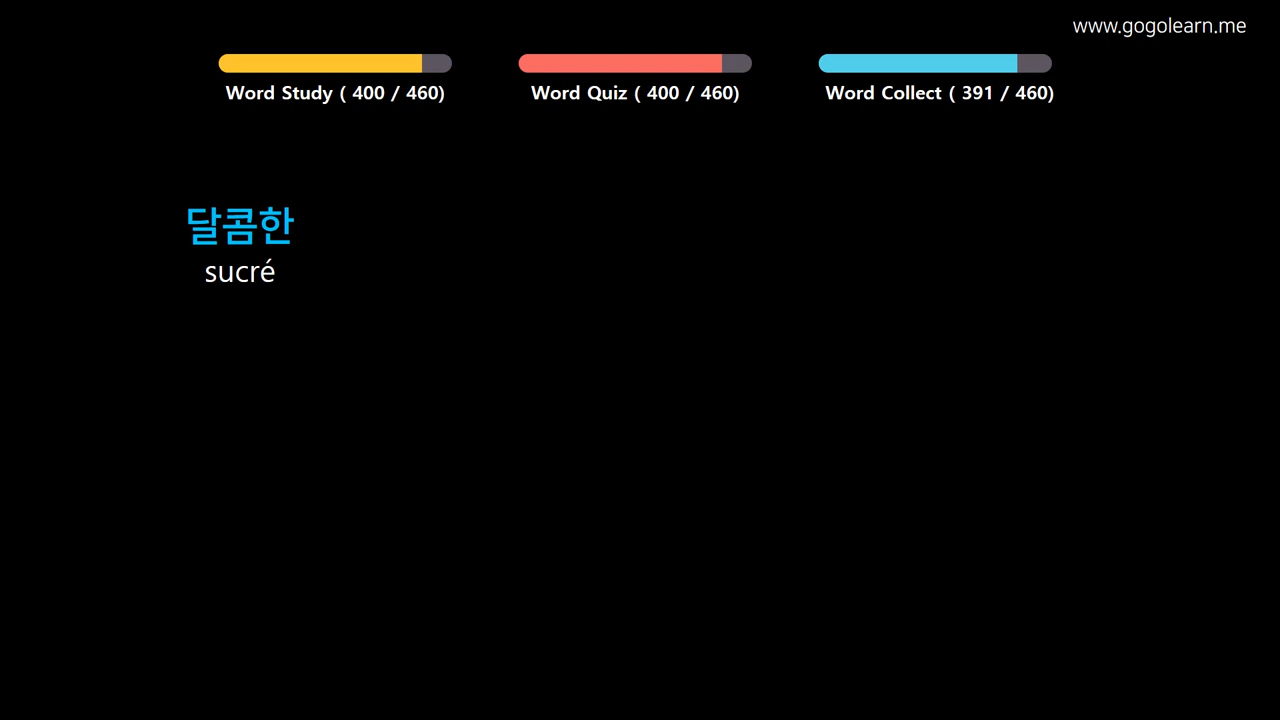 www.gogolearn.me
Word Study ( 400 / 460)
Word Quiz ( 400 / 460)
Word Collect ( 391 / 460)
달콤한
sucré